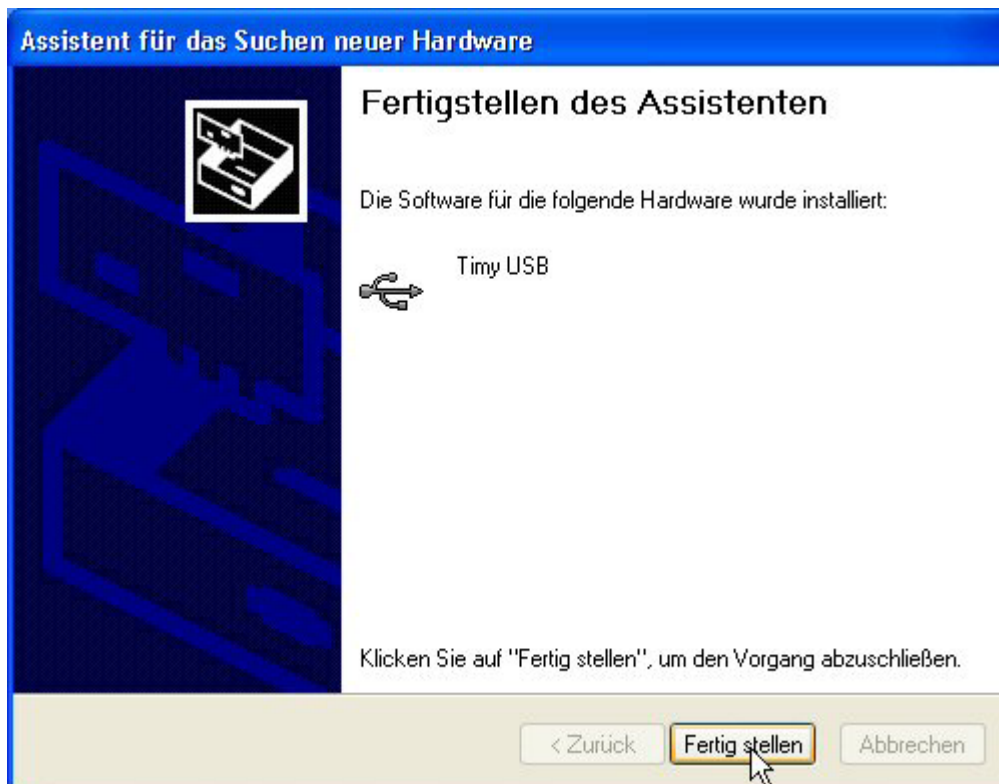 Assistent für das Suchen neuer Hardware
Fertigstellen des Assistenten
Die Software für die folgende Hardware wurde installiert:
Timy USB
Klicken Sie auf "Fertig stellen", um den Vorgang abzuschließen.
< Zurück Fertig stellen Abbrechen